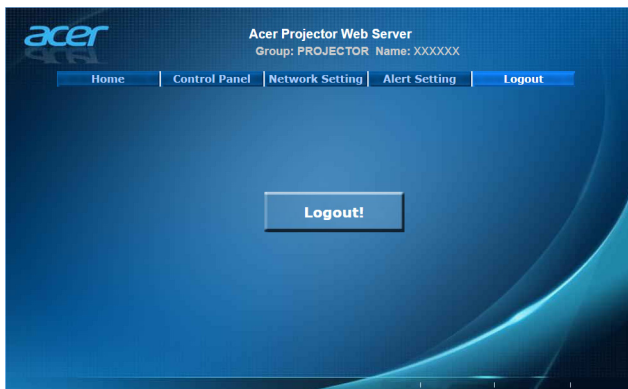 acer
Acer Projector Web Server
Group: PROJECTOR Name: XXXXXX
Home Control Panel Network Setting Alert Setting Logout
Logout!